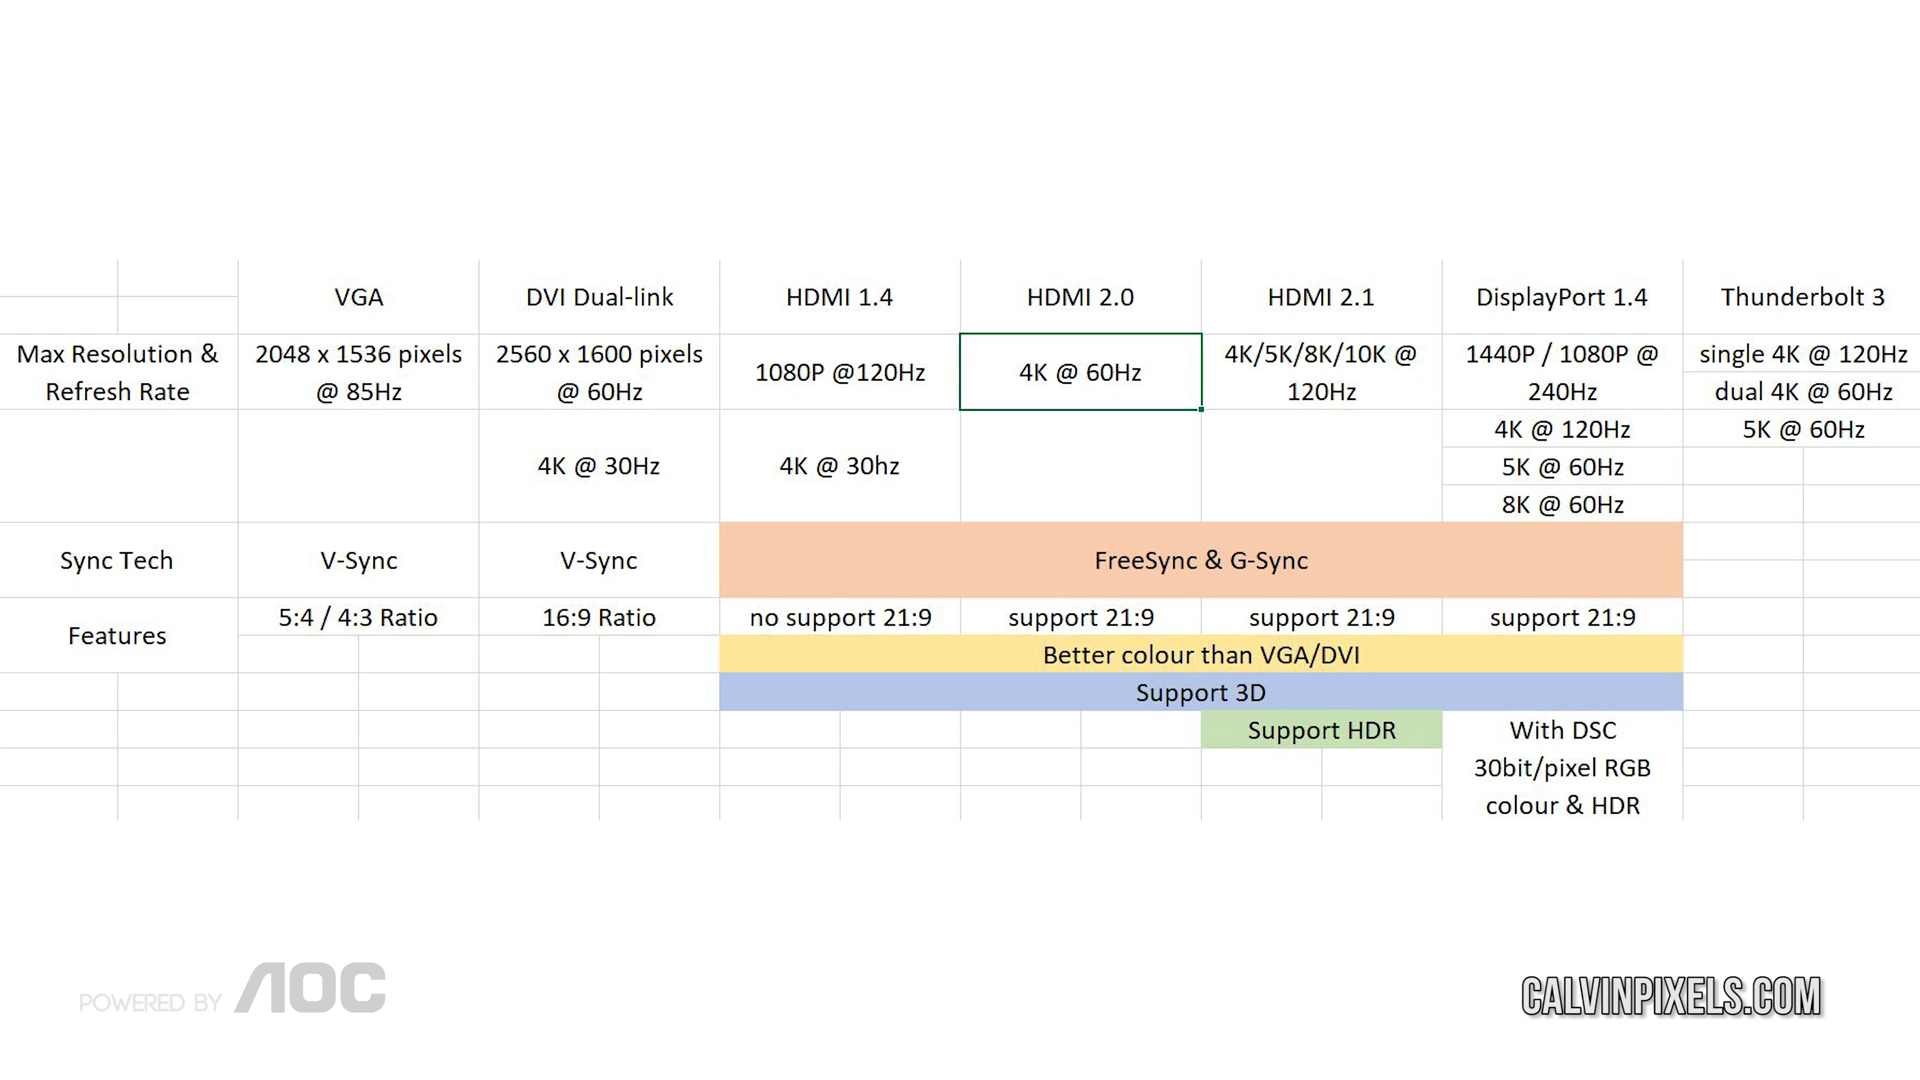 VGA DVI Dual-link HDMI 1.4 HDMI 2.0 HDMI 2.1 DisplayPort 1.4 Thunderbolt 3
Max Resolution & 2048 x 1536 pixels 2560 x 1600 pixels 1080P @120Hz 4K @ 60Hz 4K/5K/8K/10K @ 1440P / 1080P @ single 4K @ 120Hz
Refresh Rate @ 85Hz @ 60Hz 120Hz 240Hz dual 4K @ 60Hz
4K @ 120Hz 5K @ 60Hz
4K @ 30Hz 4K @ 30hz 5K @ 60Hz
8K @ 60Hz
Sync Tech V-Sync V-Sync FreeSync & G-Sync
Features 5:4 / 4:3 Ratio 16:9 Ratio no support 21:9 support 21:9 support 21:9 support 21:9
Better colour than VGA/DVI
Support 3D
Support HDR With DSC
30bit/pixel RGB
colour & HDR
POWERED BY AOC
CALVINPIXELS.COM